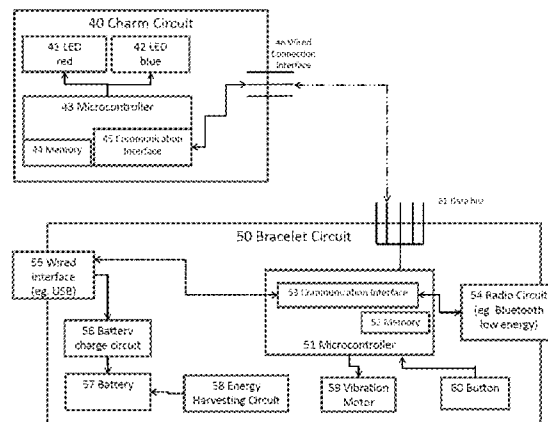 40 Charm Circuit
41 LED
red
42 LED
blue
43 Microcontroller
44 Memory
45 Communication
Interface
46 Wired
Connection
Interface
61 Data bus
50 Bracelet Circuit
55 Wired
interface
(eg. USB)
53 Communication Interface
52 Memory
51 Microcontroller
54 Radio Circuit
(eg Bluetooth
low energy)
56 Battery
charge circuit
57 Battery
58 Energy
Harvesting Circuit
59 Vibration
Motor
60 Button